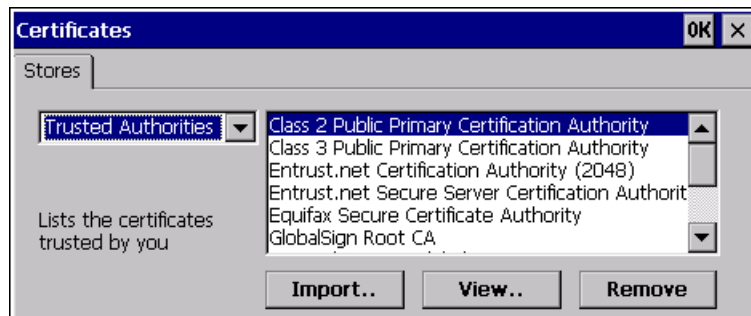 Certificates OK ×
Stores
Trusted Authorities
Class 2 Public Primary Certification Authority
Class 3 Public Primary Certification Authority
Entrust.net Certification Authority (2048)
Entrust.net Secure Server Certification Authorit
Equifax Secure Certificate Authority
GlobalSign Root CA
Lists the certificates
trusted by you
Import.. View.. Remove